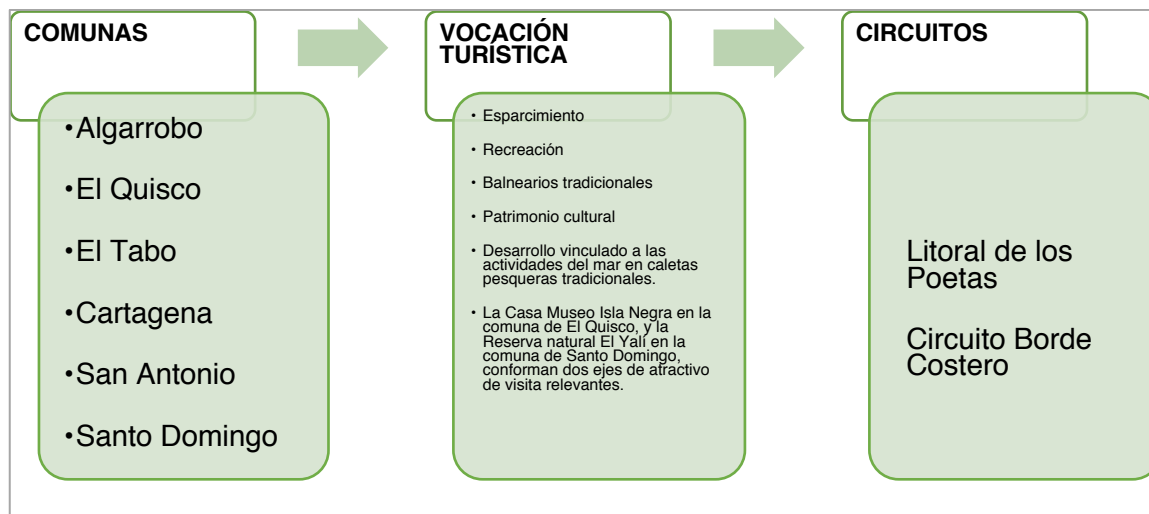 COMUNAS
•Algarrobo
•El Quisco
•El Tabo
•Cartagena
•San Antonio
•Santo Domingo
VOCACIÓN
TURÍSTICA
• Esparcimiento
• Recreación
• Balnearios tradicionales
• Patrimonio cultural
• Desarrollo vinculado a las
actividades del mar en caletas
pesqueras tradicionales.
• La Casa Museo Isla Negra en la
comuna de El Quisco, y la
Reserva natural El Yalí en la
comuna de Santo Domingo,
conforman dos ejes de atractivo
de visita relevantes.
CIRCUITOS
Litoral de los
Poetas
Circuito Borde
Costero